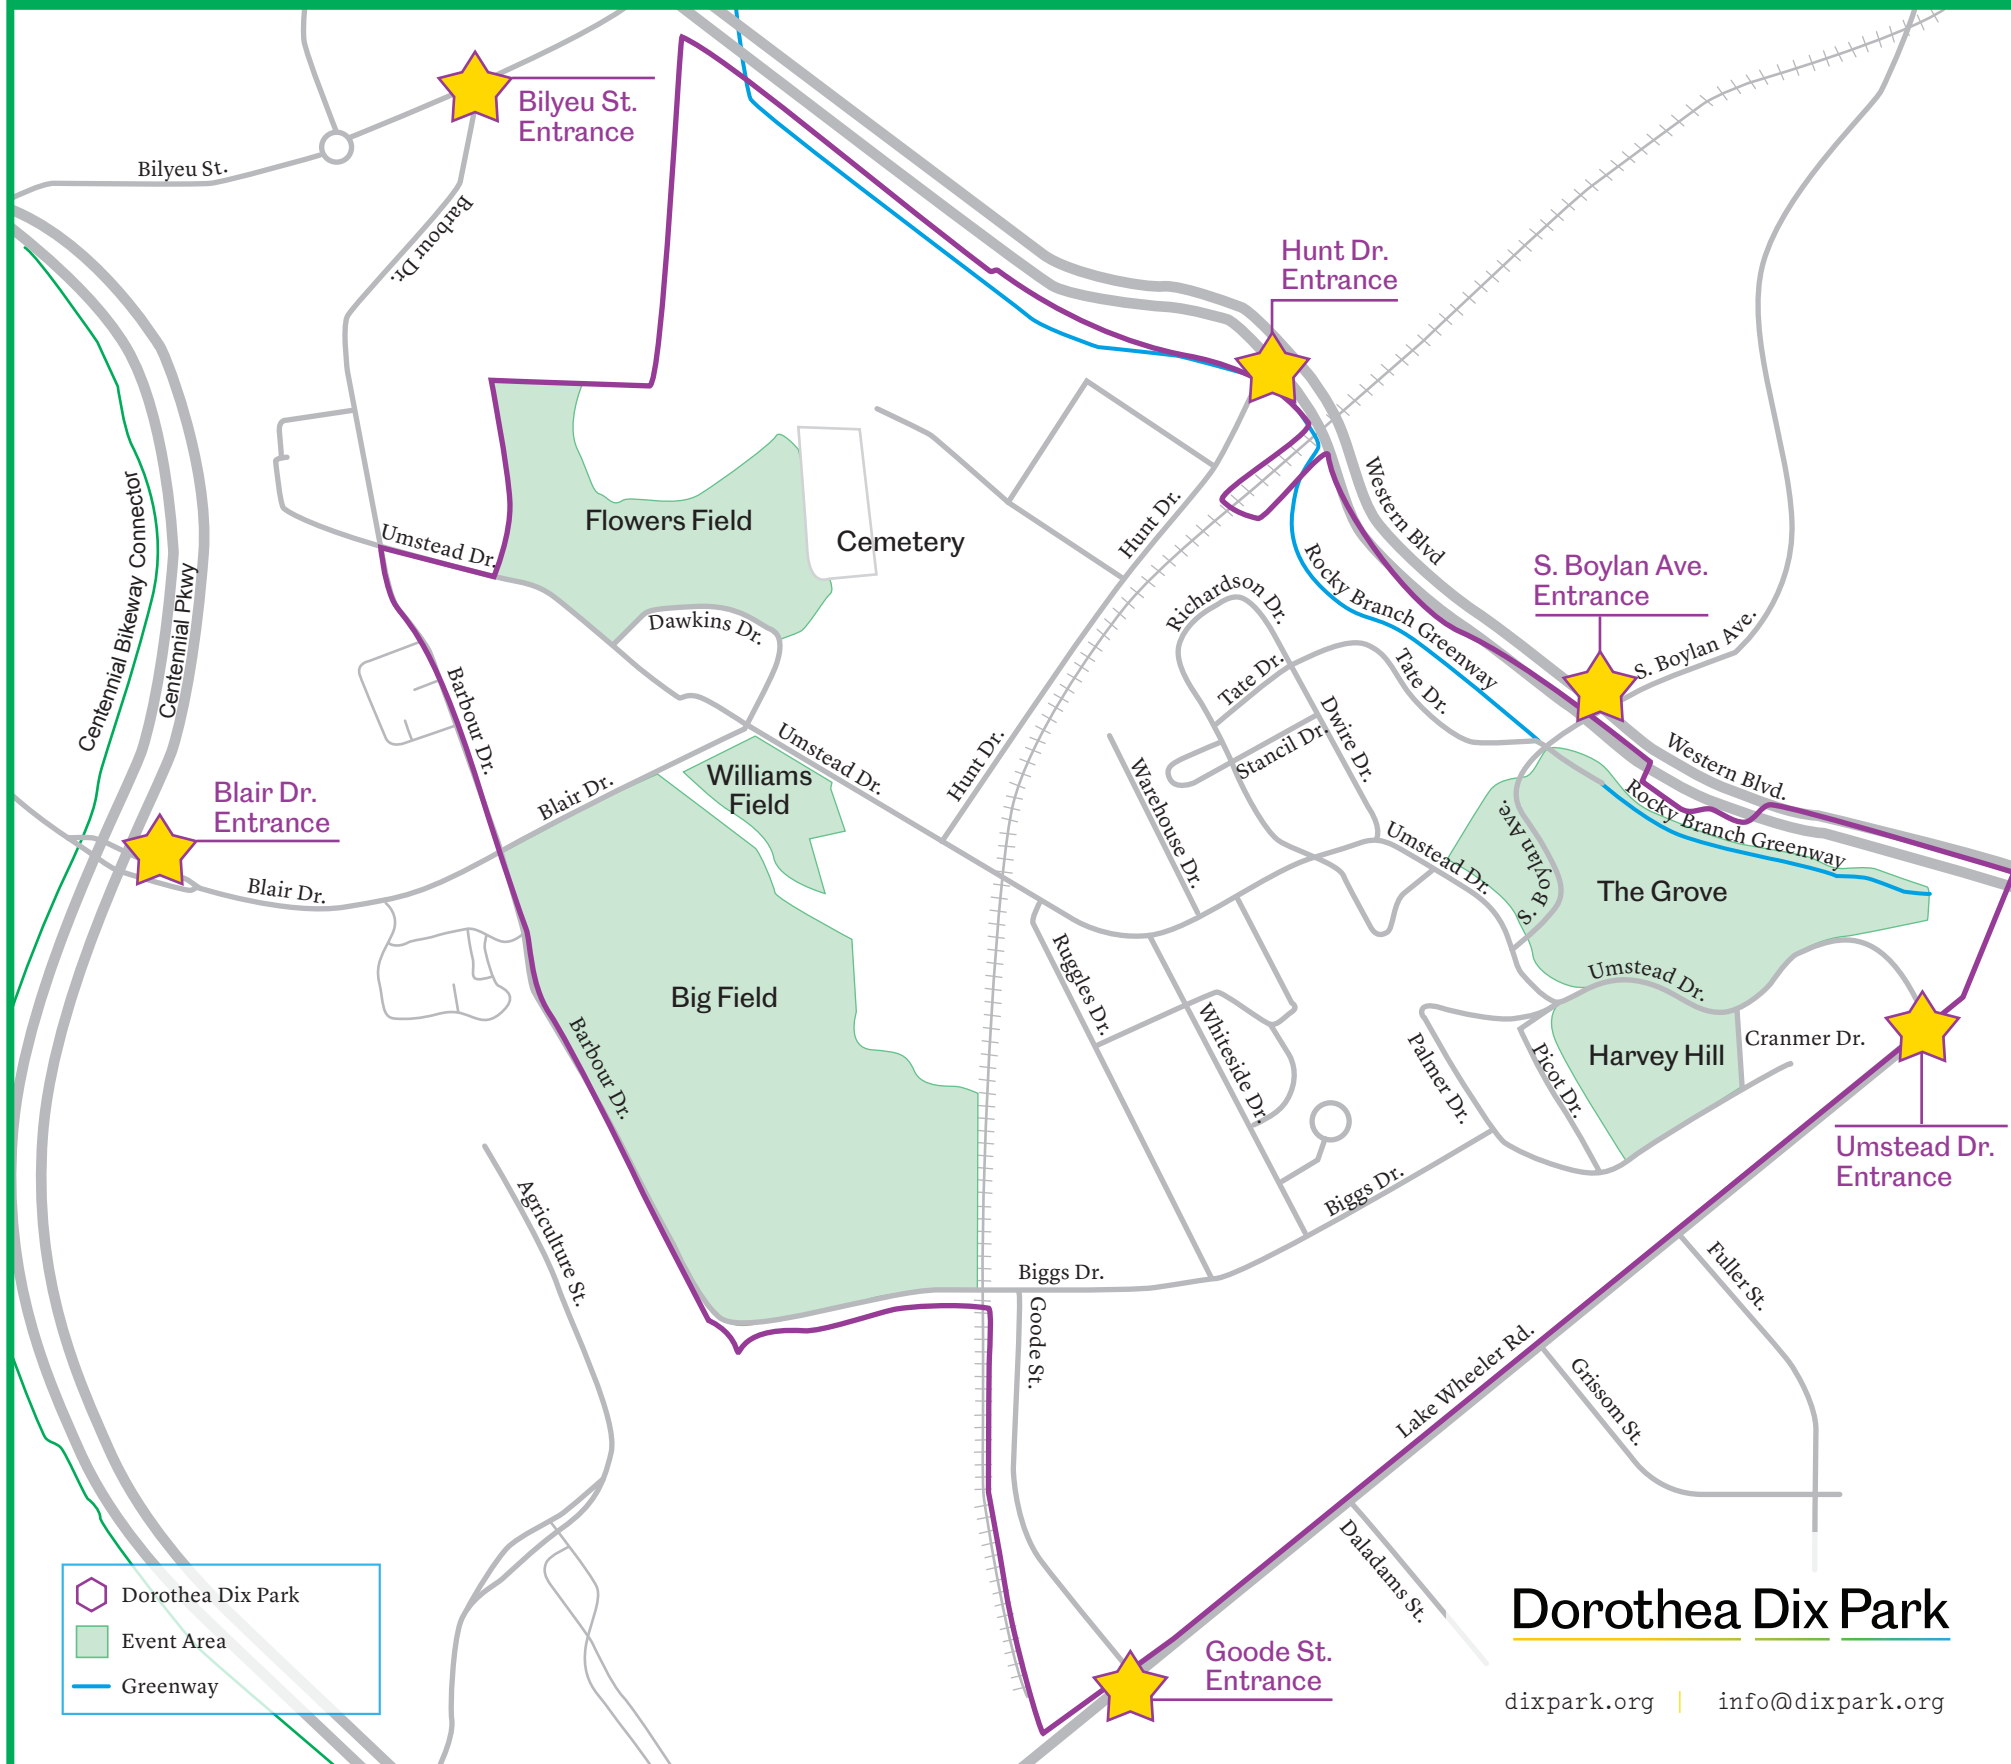 Bilyeu St.
Entrance
Bilyeu St.
Barbour Dr.
Hunt Dr.
Entrance
Western Blvd
Centennial Bikeway Connector
Centennial Pkwy
Umstead Dr.
Flowers Field
Cemetery
Hunt Dr.
Rocky Branch Greenway
S. Boylan Ave.
Entrance
S. Boylan Ave.
Richardson Dr.
Dawkins Dr.
Tate Dr.
Tate Dr.
Dwire Dr.
Stancil Dr.
Barbour Dr.
Umstead Dr.
Hunt Dr.
Warehouse Dr.
Western Blvd.
Rocky Branch Greenway
Williams
Field
Blair Dr.
Blair Dr.
Entrance
Blair Dr.
Umstead Dr.
S. Boylan Ave.
The Grove
Big Field
Ruggles Dr.
Whiteside Dr.
Umstead Dr.
Harvey Hill
Cranmer Dr.
Palmer Dr.
Picot Dr.
Barbour Dr.
Umstead Dr.
Entrance
Agriculture St.
Biggs Dr.
Biggs Dr.
Goode St.
Fuller St.
Lake Wheeler Rd.
Grissom St.
Daladams St.
Goode St.
Entrance
Dorothea Dix Park
Event Area
Greenway
Dorothea Dix Park
dixpark.org | info@dixpark.org